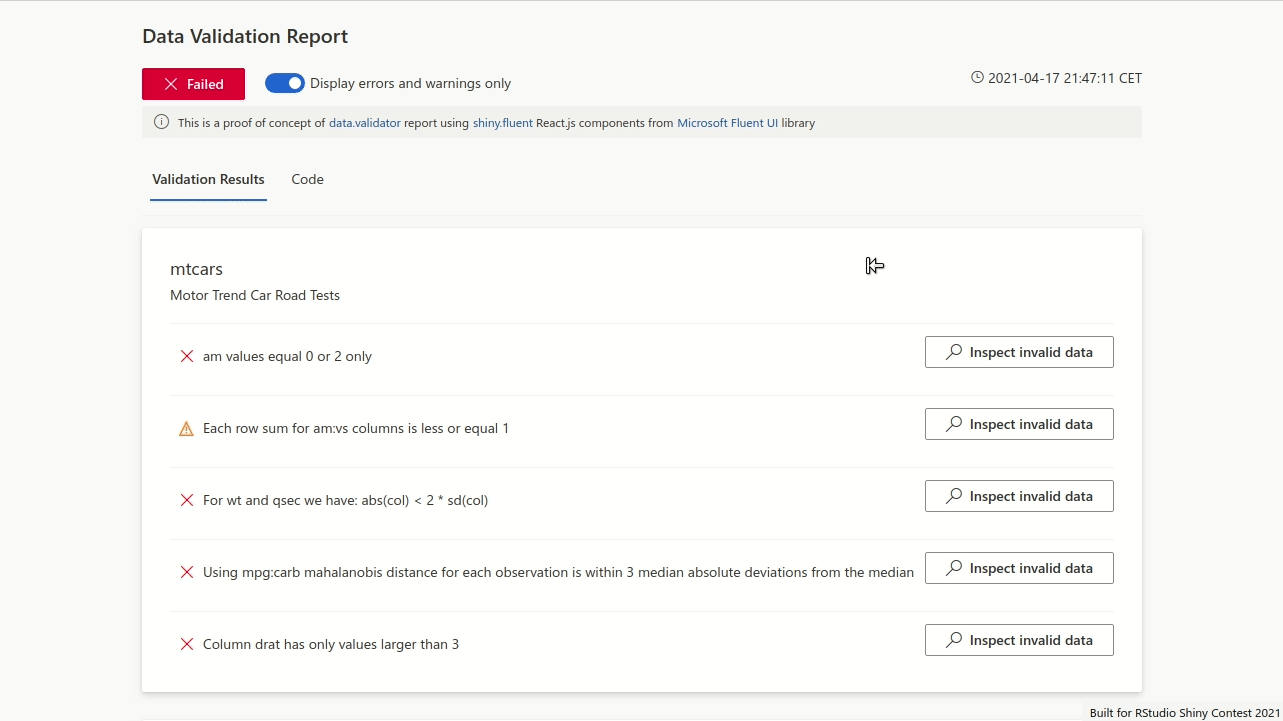 Data Validation Report
Failed
Display errors and warnings only
2021-04-17 21:47:11 CET
This is a proof of concept of data.validator report using shiny.fluent React.js components from Microsoft Fluent UI library
Validation Results
Code
mtcars
Motor Trend Car Road Tests
am values equal 0 or 2 only
Inspect invalid data
Each row sum for am:vs columns is less or equal 1
Inspect invalid data
For wt and qsec we have: abs(col) < 2 * sd(col)
Inspect invalid data
Using mpg:carb mahalanobis distance for each observation is within 3 median absolute deviations from the median
Inspect invalid data
Column drat has only values larger than 3
Inspect invalid data
Built for RStudio Shiny Contest 2021